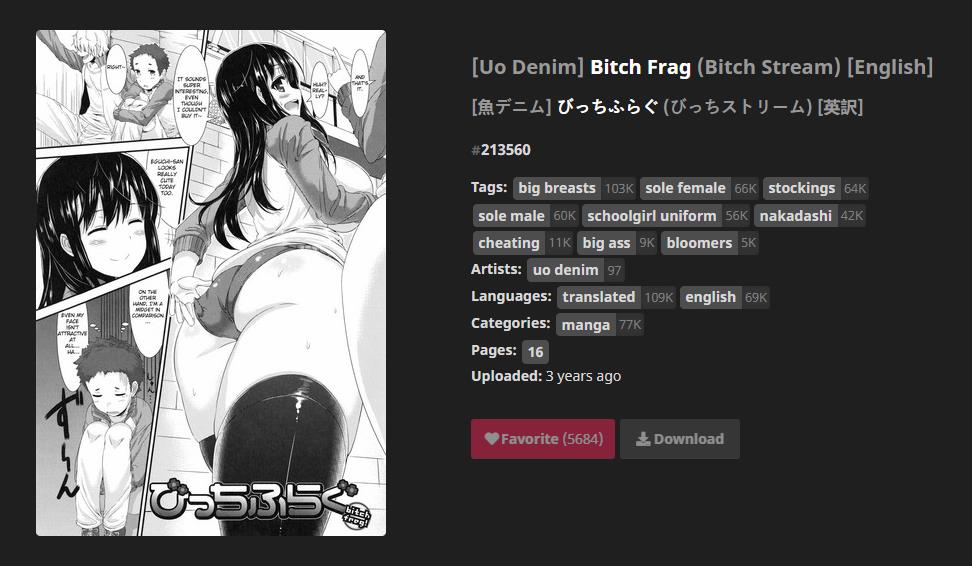 RIGHT~
IT SOUNDS
SUPER
INTERESTING,
EVEN
THOUGH
I COULDN'T
BUY IT~
HUH?
REAL-
LY?
AND
THAT'S
IT.
EGUCHI-SAN
LOOKS
REALLY
CUTE
TODAY
TOO.
ON THE
OTHER
HAND, I'M A
MIDGET IN
COMPARISON
...
EVEN MY
FACE
ISN'T
ATTRACTIVE
AT
ALL...
HA...
ず〜ん
びっちふらぐ
bitch
frag!
[Uo Denim] Bitch Frag (Bitch Stream) [English]
[魚デニム] びっちふらぐ (びっちストリーム) [英訳]
#213560
Tags: big breasts 103K sole female 66K stockings 64K
sole male 60K schoolgirl uniform 56K nakadashi 42K
cheating 11K big ass 9K bloomers 5K
Artists: uo denim 97
Languages: translated 109K english 69K
Categories: manga 77K
Pages: 16
Uploaded: 3 years ago
Favorite (5684) Download